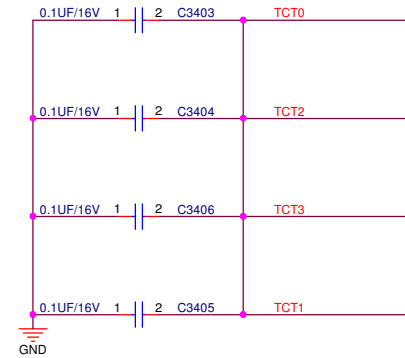 0.1UF/16V 1 2 C3403 TCT0
0.1UF/16V 1 2 C3404 TCT2
0.1UF/16V 1 2 C3406 TCT3
0.1UF/16V 1 2 C3405 TCT1
GND